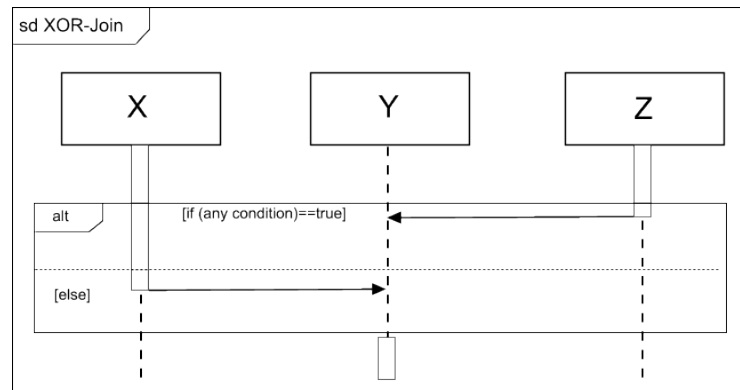 sd XOR-Join
X
Y
Z
alt
[if (any condition)==true]
[else]